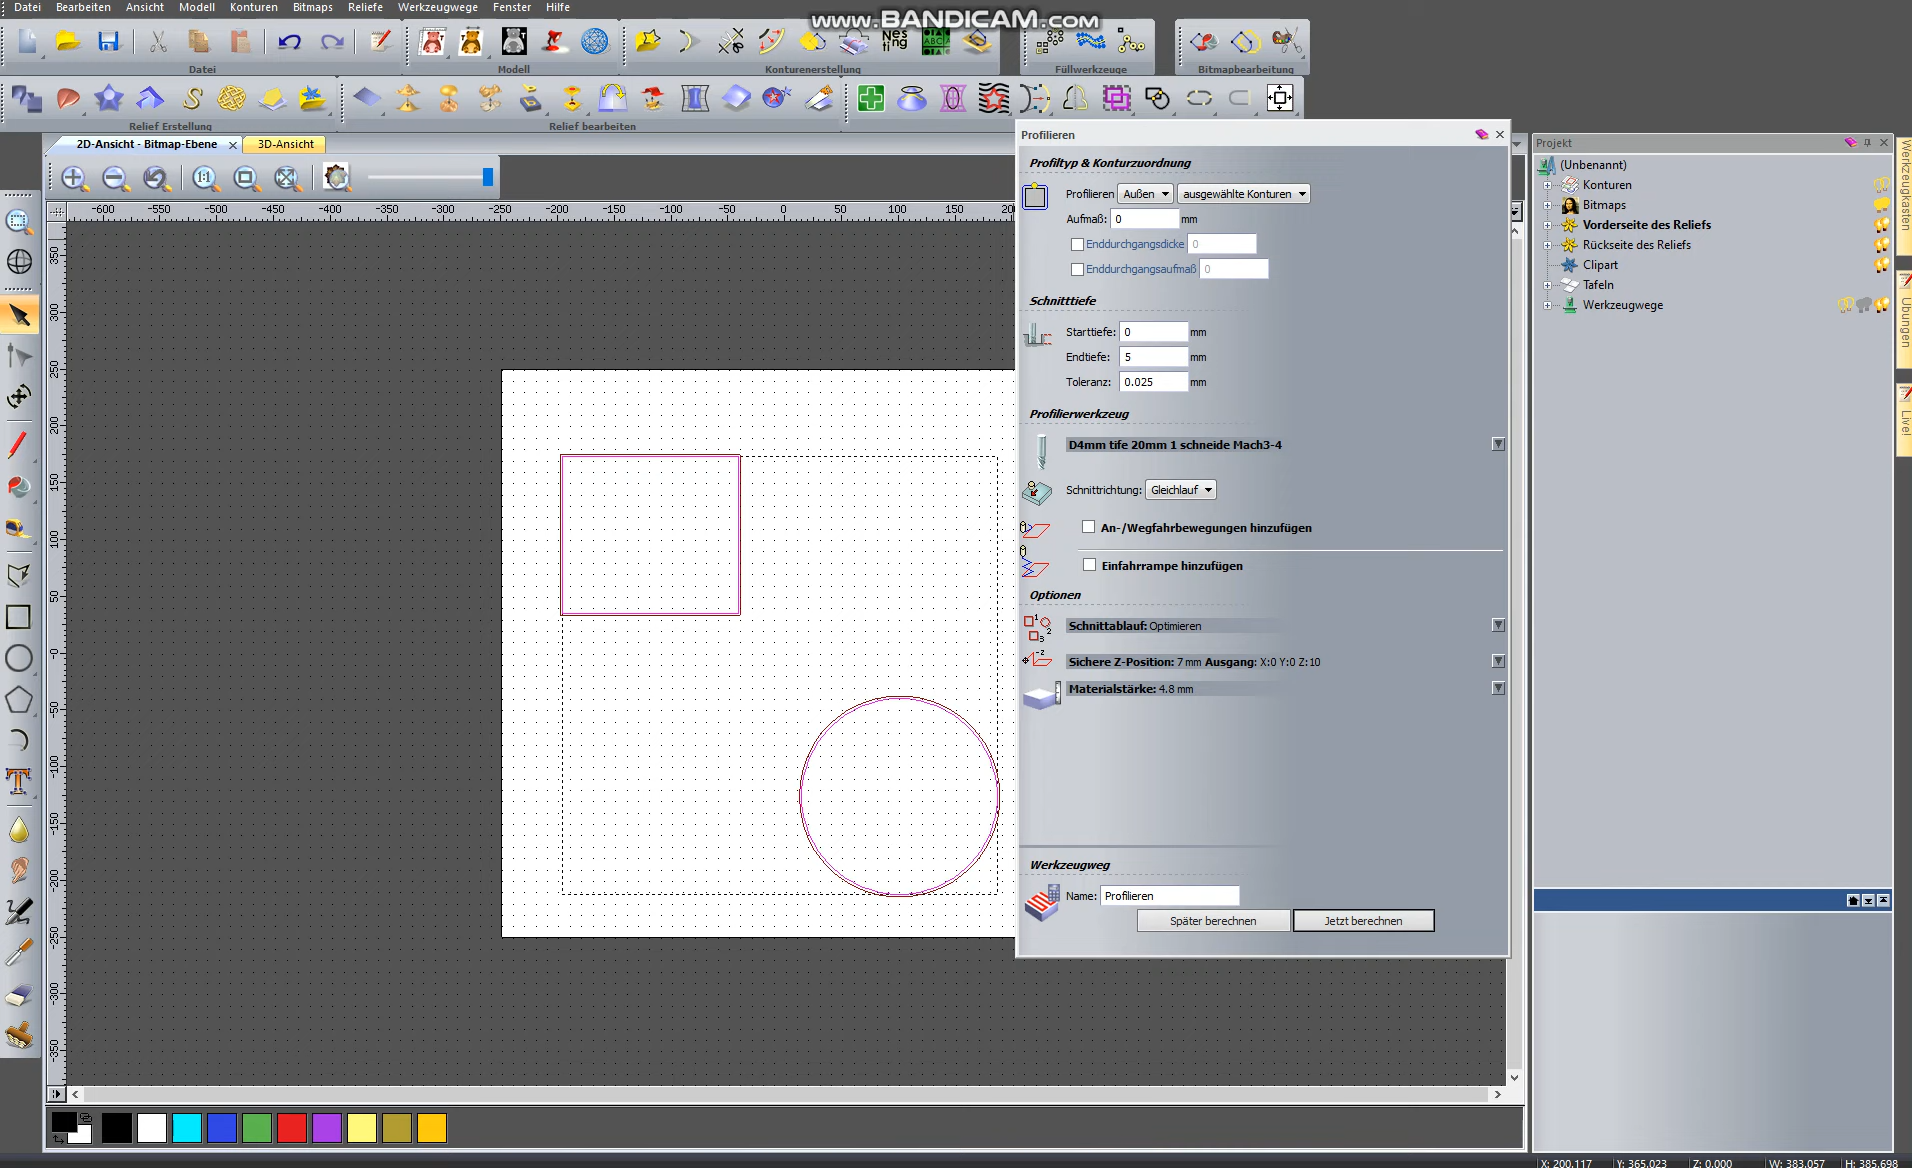 Datei Bearbeiten Ansicht Modell Konturen Bitmaps Reliefe Werkzeugwege Fenster Hilfe
www.BANDICAM.com
Nes
ting
ABC
Datei Modell Konturenerstellung Füllwerkzeuge Bitmapbearbeitung
Relief Erstellung Relief bearbeiten
2D-Ansicht - Bitmap-Ebene 3D-Ansicht
1:1
-600 -550 -500 -450 -400 -350 -300 -250 -200 -150 -100 -50 0 50 100 150 200
350
300
250
200
150
100
50
-0
-50
-100
-150
-200
-250
-300
-350
Profilieren
Profiltyp & Konturzuordnung
Profilieren Außen ausgewählte Konturen
Aufmaß: 0 mm
Enddurchgangsdicke 0
Enddurchgangsaufmaß 0
Schnitttiefe
Starttiefe: 0 mm
Endtiefe: 5 mm
Toleranz: 0.025 mm
Profilierwerkzeug
D4mm tife 20mm 1 schneide Mach3-4
Schnittrichtung: Gleichlauf
An-/Wegfahrbewegungen hinzufügen
Einfahrrampe hinzufügen
Optionen
Schnittablauf: Optimieren
Sichere Z-Position: 7 mm Ausgang: X:0 Y:0 Z:10
Materialstärke: 4.8 mm
Werkzeugweg
Name: Profilieren
Später berechnen Jetzt berechnen
Projekt
(Unbenannt)
Konturen
Bitmaps
Vorderseite des Reliefs
Rückseite des Reliefs
Clipart
Tafeln
Werkzeugwege
Werkzeugkasten
Übungen
Live!
X: 200.117 Y: 365.023 Z: 0.000 W: 383.057 H: 385.698